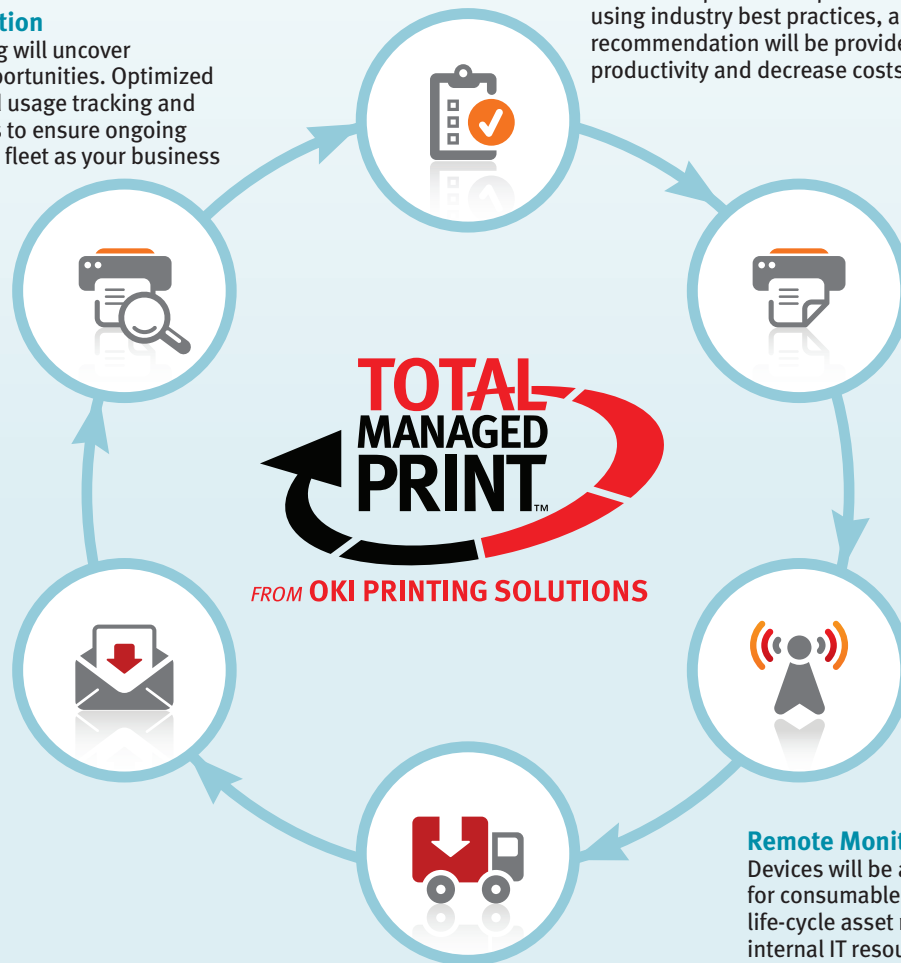 using industry best practices, a
recommendation will be provide
productivity and decrease costs
tion
g will uncover
portunities. Optimized
d usage tracking and
s to ensure ongoing
fleet as your business
TOTAL
MANAGED
PRINT™
FROM OKI PRINTING SOLUTIONS
Remote Monit
Devices will be a
for consumable
life-cycle asset
internal IT resou